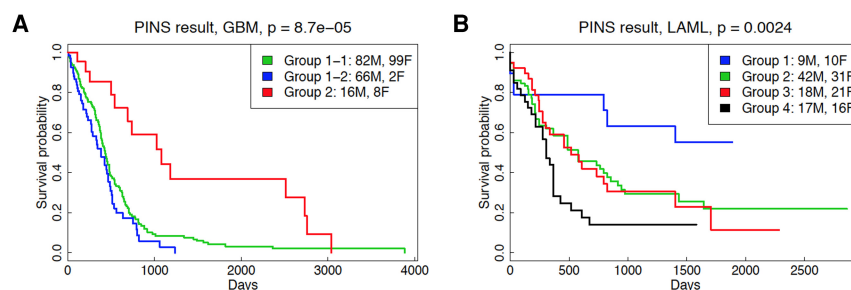 A
PINS result, GBM, p = 8.7e−05
Survival probability
0.0 0.2 0.4 0.6 0.8 1.0
Group 1−1: 82M, 99F
Group 1−2: 66M, 2F
Group 2: 16M, 8F
0 1000 2000 3000 4000
Days
B
PINS result, LAML, p = 0.0024
Survival probability
0.0 0.2 0.4 0.6 0.8 1.0
Group 1: 9M, 10F
Group 2: 42M, 31F
Group 3: 18M, 21F
Group 4: 17M, 16F
0 500 1000 1500 2000 2500
Days